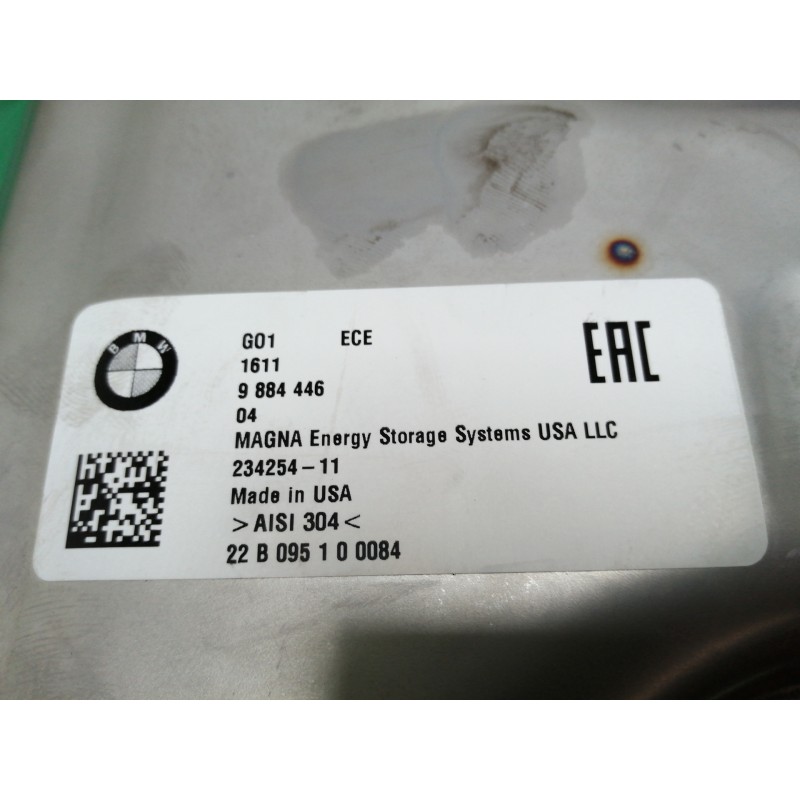 BMW
G01 ECE
EAC
1611
9 884 446
04
MAGNA Energy Storage Systems USA LLC
234254-11
Made in USA
>AISI 304<
22 B 095 1 0 0084